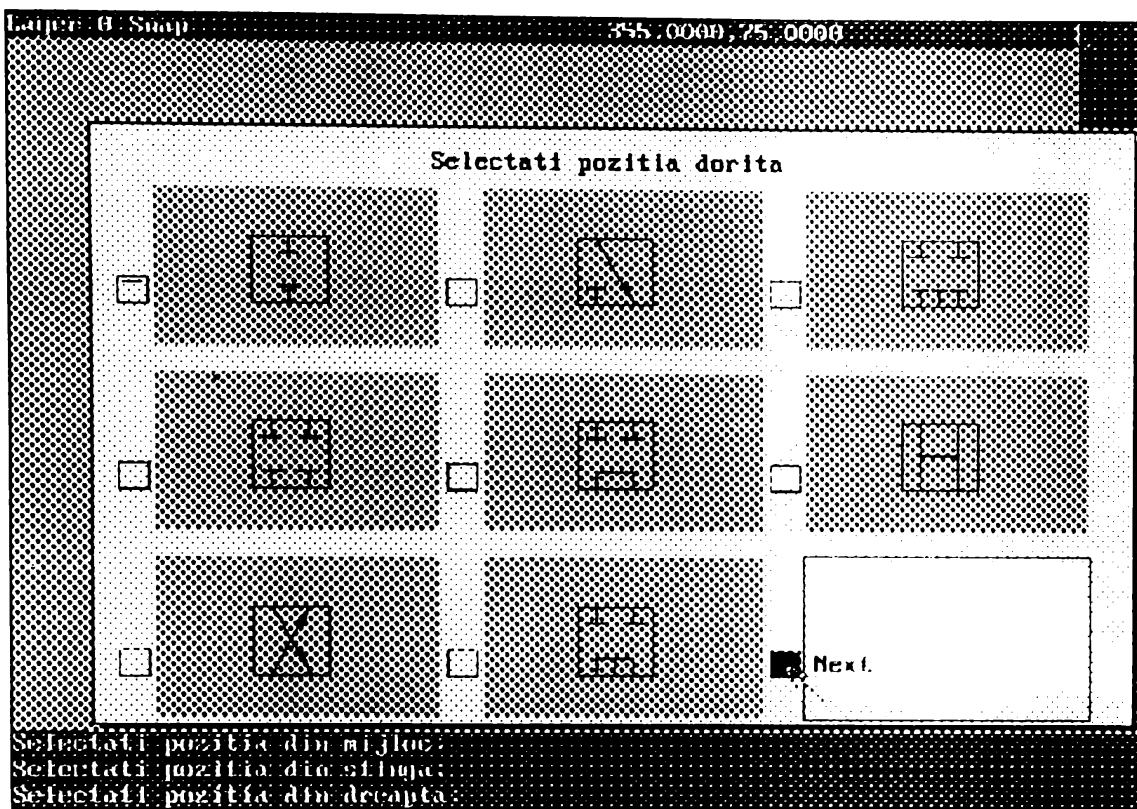 Layer 0 Snap 355.0000,75.0000
Selectati pozitia dorita
Next
Selectati pozitia din mijloc:
Selectati pozitia din stinga:
Selectati pozitia din dreapta: